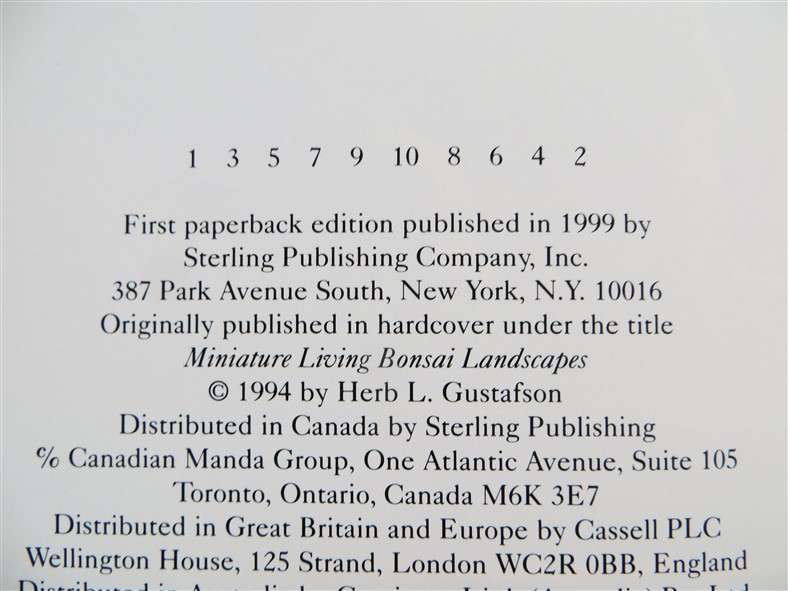 1 3 5 7 9 10 8 6 4 2
First paperback edition published in 1999 by
Sterling Publishing Company, Inc.
387 Park Avenue South, New York, N.Y. 10016
Originally published in hardcover under the title
Miniature Living Bonsai Landscapes
© 1994 by Herb L. Gustafson
Distributed in Canada by Sterling Publishing
℅ Canadian Manda Group, One Atlantic Avenue, Suite 105
Toronto, Ontario, Canada M6K 3E7
Distributed in Great Britain and Europe by Cassell PLC
Wellington House, 125 Strand, London WC2R 0BB, England
Distributed in Australia by